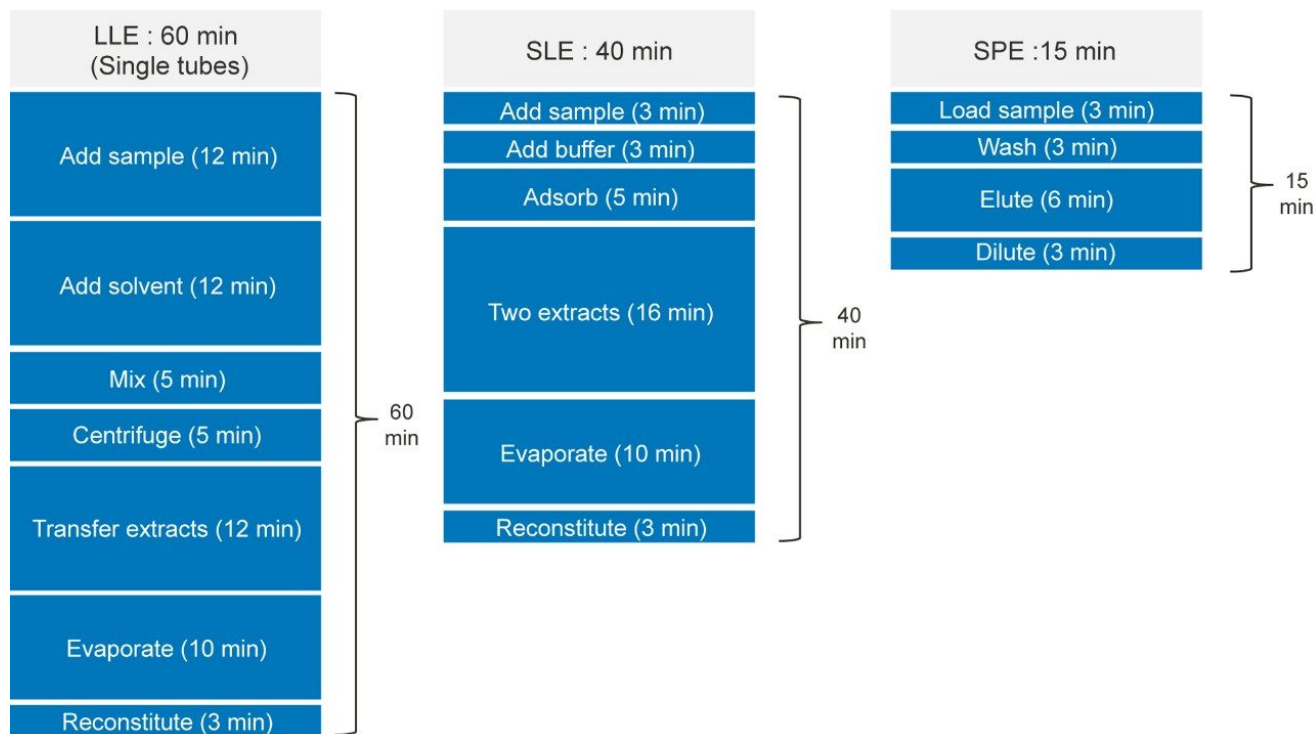 LLE : 60 min
(Single tubes)
Add sample (12 min)
Add solvent (12 min)
Mix (5 min)
Centrifuge (5 min)
Transfer extracts (12 min)
Evaporate (10 min)
Reconstitute (3 min)
60
min
SLE : 40 min
Add sample (3 min)
Add buffer (3 min)
Adsorb (5 min)
Two extracts (16 min)
Evaporate (10 min)
Reconstitute (3 min)
40
min
SPE :15 min
Load sample (3 min)
Wash (3 min)
Elute (6 min)
Dilute (3 min)
15
min